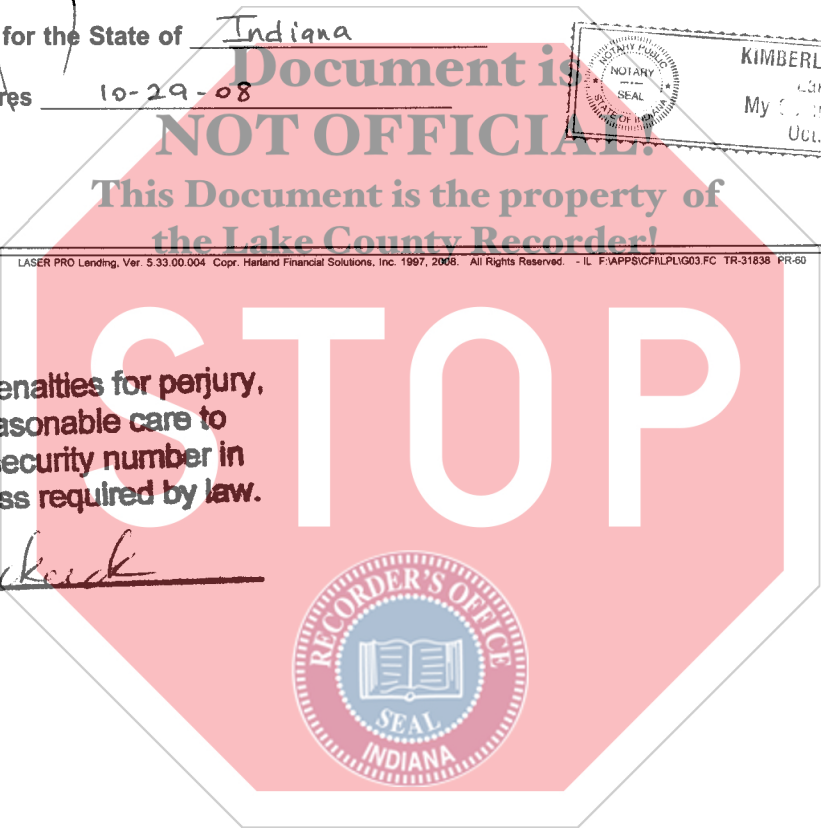 for the State of Indiana
res 10-29-08
NOTARY PUBLIC
NOTARY
SEAL
STATE OF INDIANA
KIMBERL
My
Oct.
Document is
NOT OFFICIAL!
This Document is the property of
the Lake County Recorder!
LASER PRO Lending, Ver. 5.33.00.004 Copr. Harland Financial Solutions, Inc. 1997, 2008. All Rights Reserved. - IL F:\APPS\CFI\LPL\G03.FC TR-31838 PR-60
STOP
enalties for perjury,
asonable care to
security number in
ss required by law.
RECORDER'S OFFICE
SEAL
INDIANA